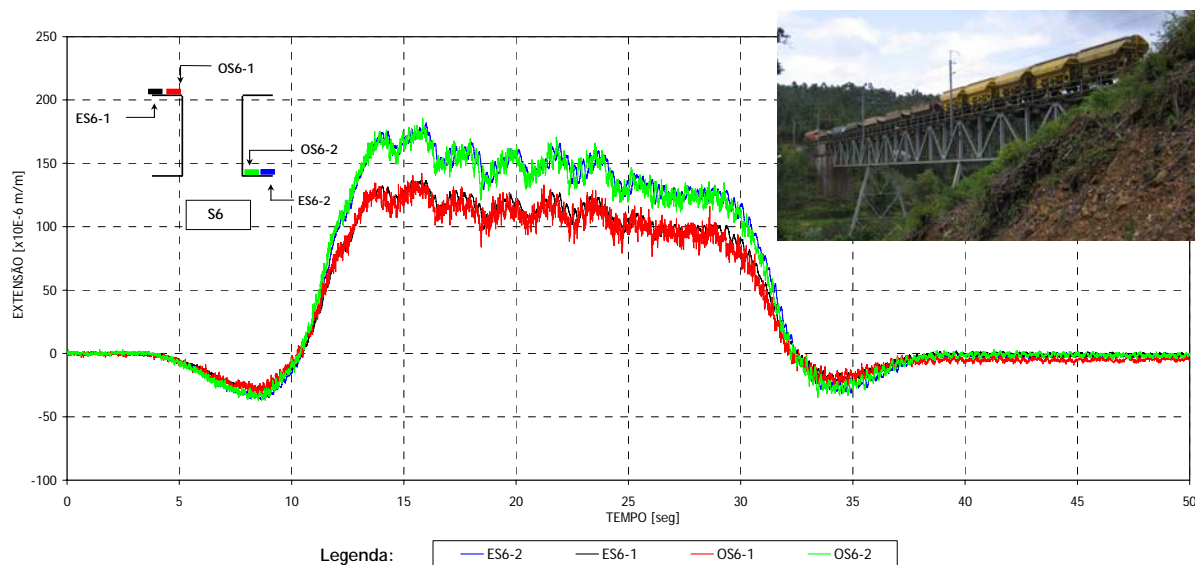 250
200
150
100
50
0
-50
-100
EXTENSÃO [x10E-6 m/m]
OS6-1
ES6-1
OS6-2
ES6-2
S6
0 5 10 15 20 25 30 35 40 45 50
TEMPO [seg]
Legenda: ES6-2 ES6-1 OS6-1 OS6-2